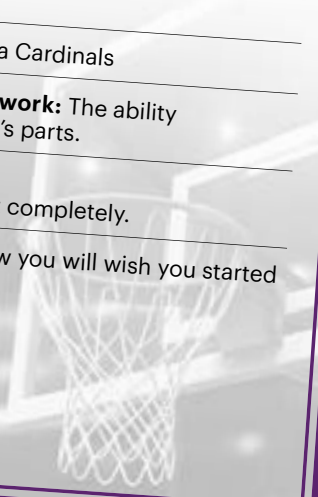 a Cardinals
work: The ability
's parts.
completely.
w you will wish you started